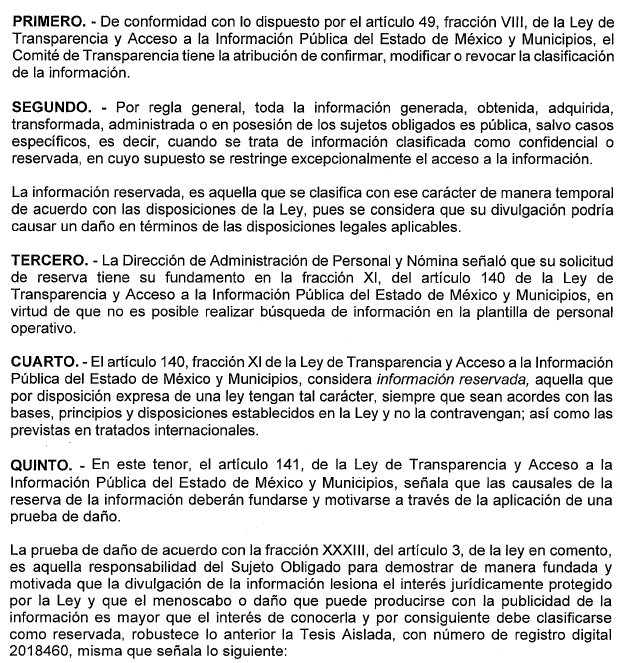 PRIMERO. - De conformidad con lo dispuesto por el artículo 49, fracción VIII, de la Ley de
Transparencia y Acceso a la Información Pública del Estado de México y Municipios, el
Comité de Transparencia tiene la atribución de confirmar, modificar o revocar la clasificación
de la información.
SEGUNDO. - Por regla general, toda la información generada, obtenida, adquirida,
transformada, administrada o en posesión de los sujetos obligados es pública, salvo casos
específicos, es decir, cuando se trata de información clasificada como confidencial o
reservada, en cuyo supuesto se restringe excepcionalmente el acceso a la información.
La información reservada, es aquella que se clasifica con ese carácter de manera temporal
de acuerdo con las disposiciones de la Ley, pues se considera que su divulgación podría
causar un daño en términos de las disposiciones legales aplicables.
TERCERO. - La Dirección de Administración de Personal y Nómina señaló que su solicitud
de reserva tiene su fundamento en la fracción XI, del artículo 140 de la Ley de
Transparencia y Acceso a la Información Pública del Estado de México y Municipios, en
virtud de que no es posible realizar búsqueda de información en la plantilla de personal
operativo.
CUARTO. - El artículo 140, fracción XI de la Ley de Transparencia y Acceso a la Información
Pública del Estado de México y Municipios, considera información reservada, aquella que
por disposición expresa de una ley tengan tal carácter, siempre que sean acordes con las
bases, principios y disposiciones establecidos en la Ley y no la contravengan; así como las
previstas en tratados internacionales.
QUINTO. - En este tenor, el artículo 141, de la Ley de Transparencia y Acceso a la
Información Pública del Estado de México y Municipios, señala que las causales de la
reserva de la información deberán fundarse y motivarse a través de la aplicación de una
prueba de daño.
La prueba de daño de acuerdo con la fracción XXXIII, del artículo 3, de la ley en comento,
es aquella responsabilidad del Sujeto Obligado para demostrar de manera fundada y
motivada que la divulgación de la información lesiona el interés jurídicamente protegido
por la Ley y que el menoscabo o daño que puede producirse con la publicidad de la
información es mayor que el interés de conocerla y por consiguiente debe clasificarse
como reservada, robustece lo anterior la Tesis Aislada, con número de registro digital
2018460, misma que señala lo siguiente: